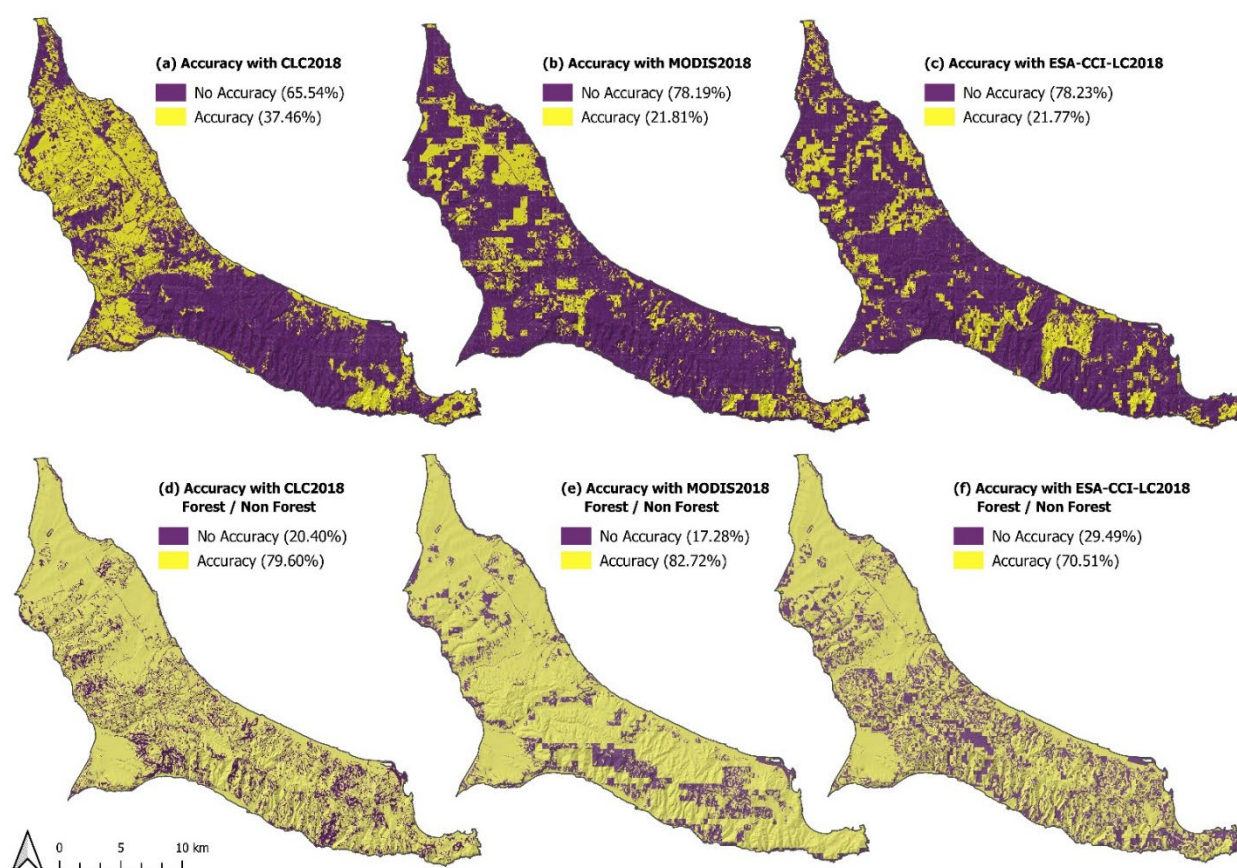 (a) Accuracy with CLC2018
No Accuracy (65.54%)
Accuracy (37.46%)
(b) Accuracy with MODIS2018
No Accuracy (78.19%)
Accuracy (21.81%)
(c) Accuracy with ESA-CCI-LC2018
No Accuracy (78.23%)
Accuracy (21.77%)
(d) Accuracy with CLC2018
Forest / Non Forest
No Accuracy (20.40%)
Accuracy (79.60%)
(e) Accuracy with MODIS2018
Forest / Non Forest
No Accuracy (17.28%)
Accuracy (82.72%)
(f) Accuracy with ESA-CCI-LC2018
Forest / Non Forest
No Accuracy (29.49%)
Accuracy (70.51%)
0 5 10 km